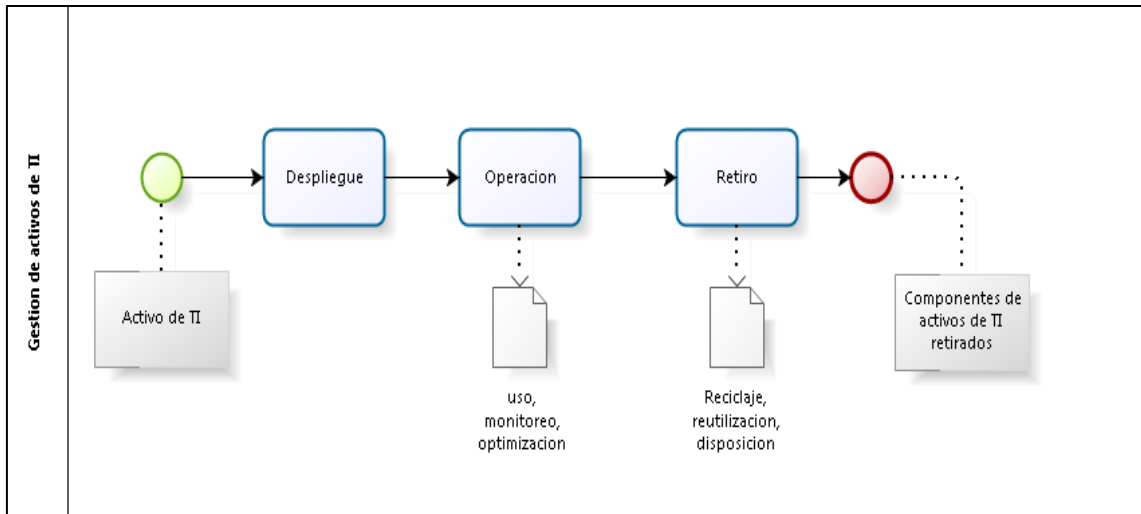 Gestion de activos de TI
Despliegue
Operacion
Retiro
Activo de TI
Componentes de
activos de TI
retirados
uso,
monitoreo,
optimizacion
Reciclaje,
reutilizacion,
disposicion